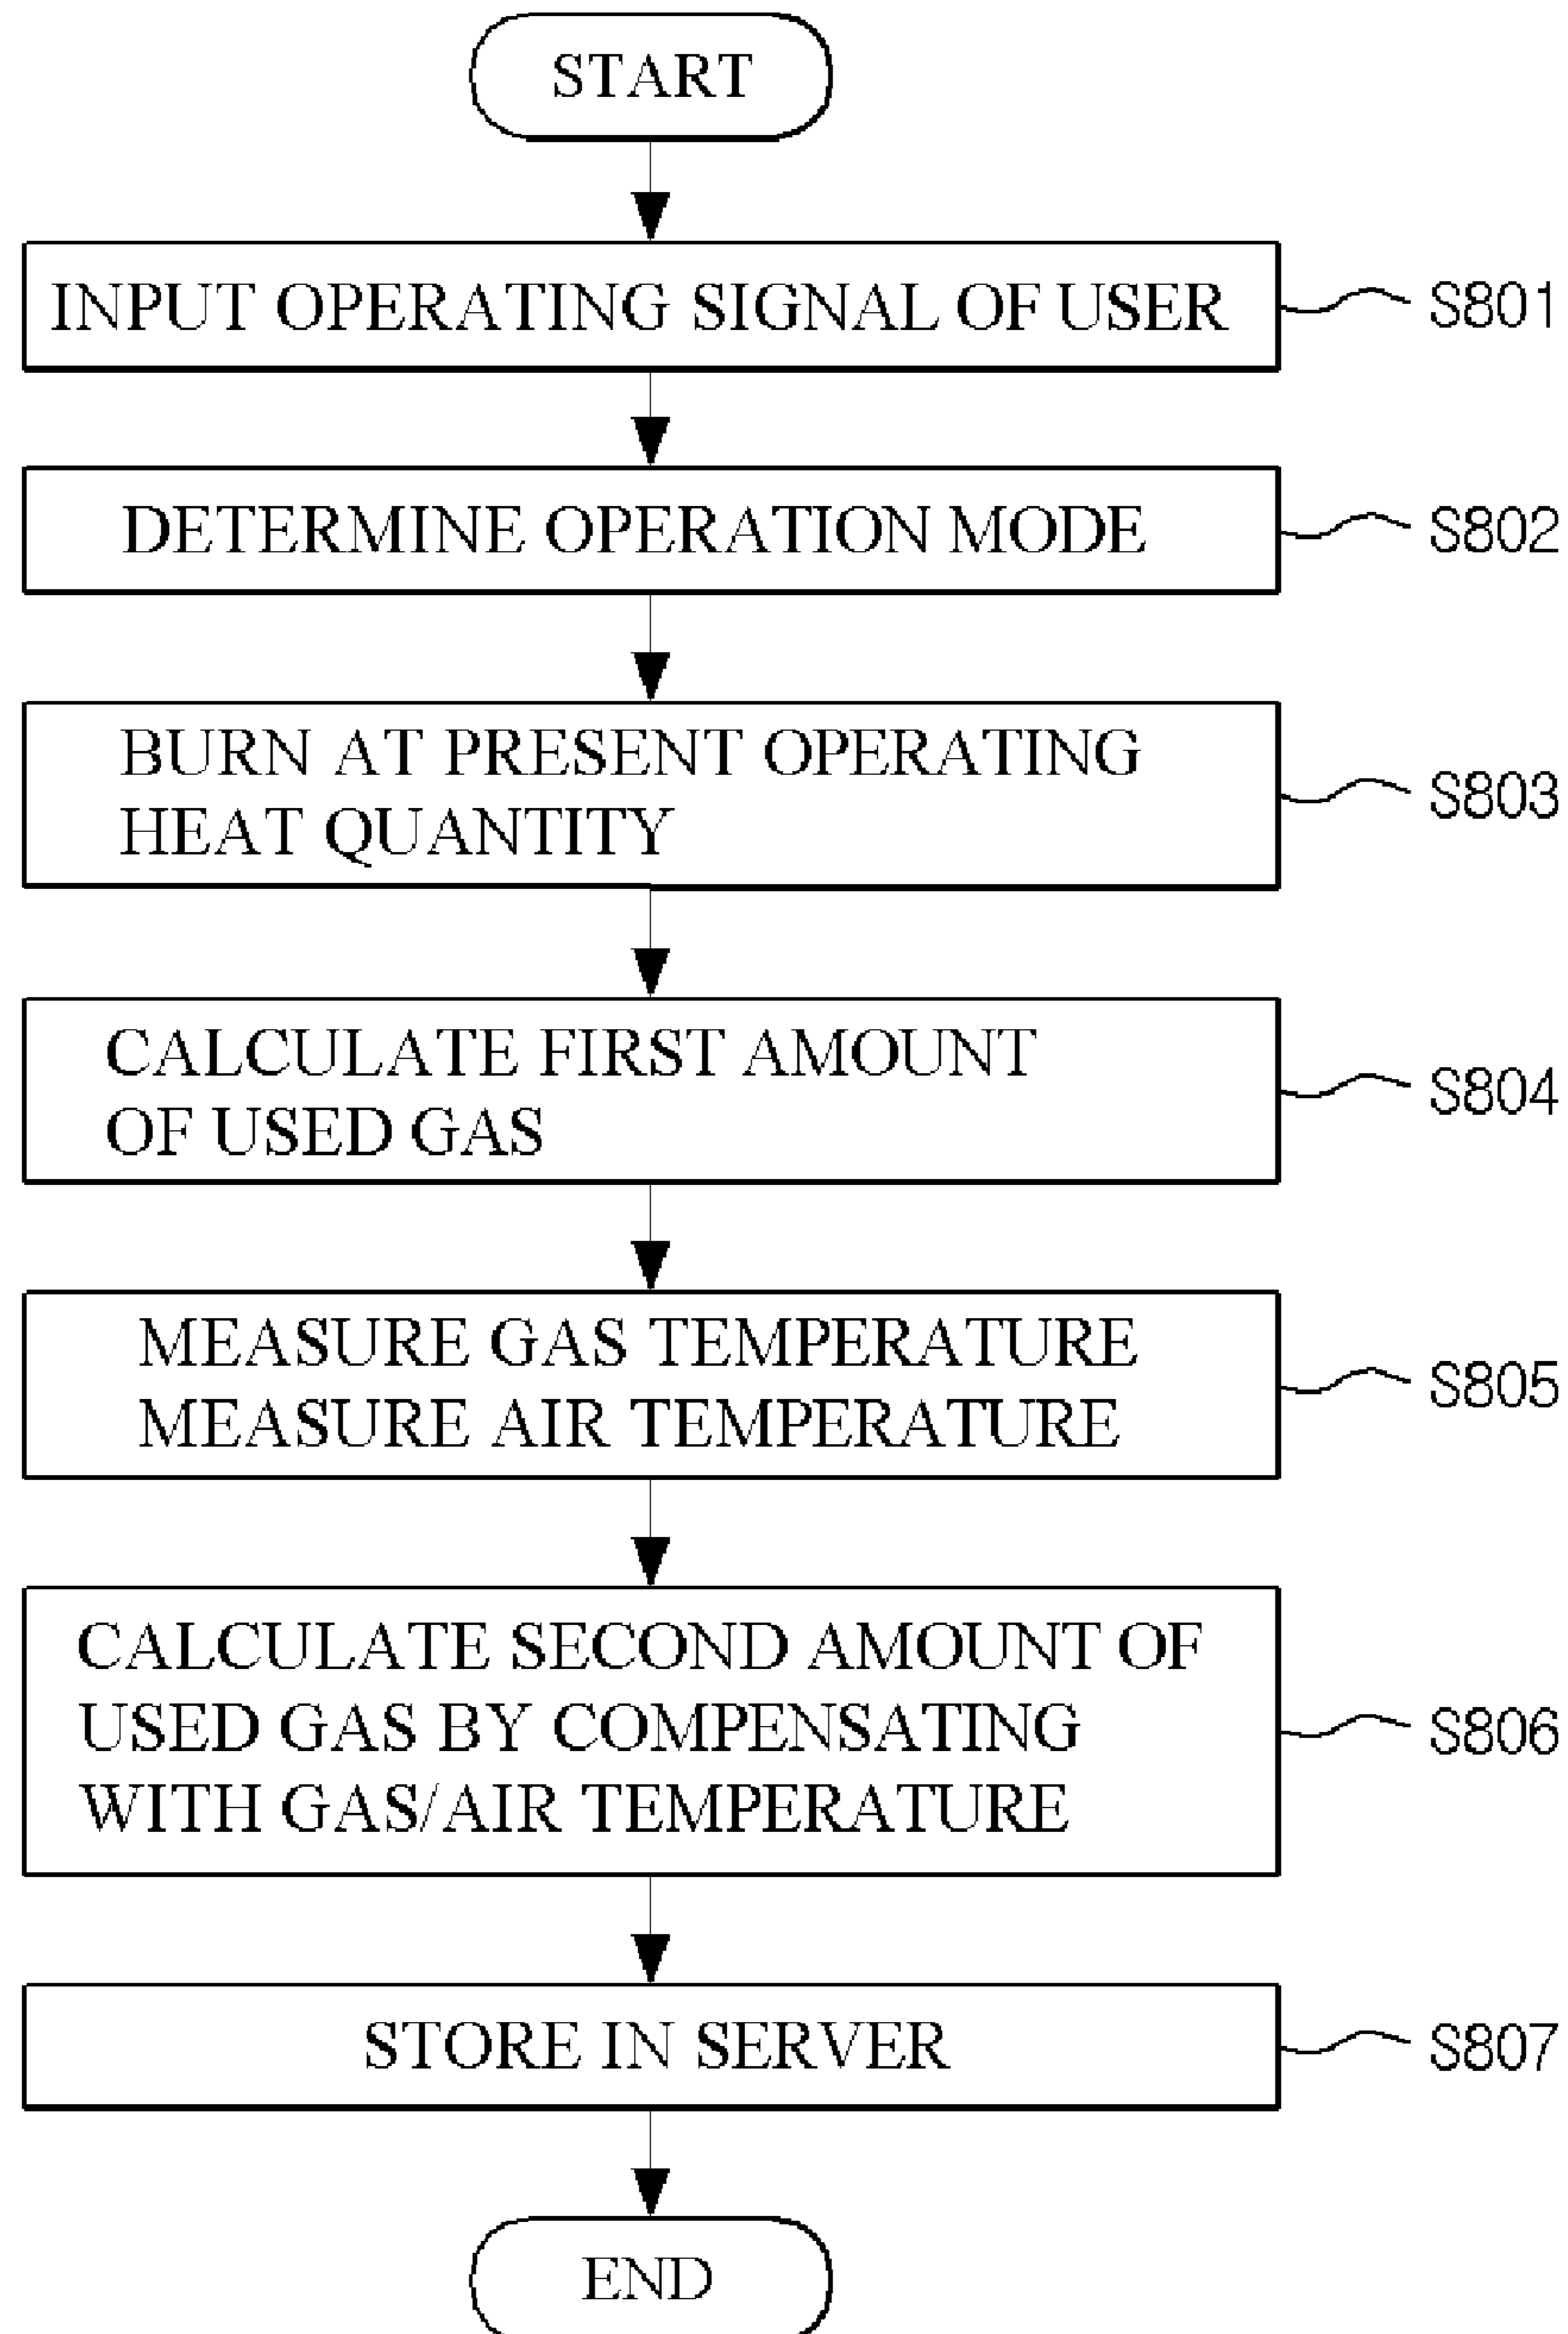 START
INPUT OPERATING SIGNAL OF USER
S801
DETERMINE OPERATION MODE
S802
BURN AT PRESENT OPERATING
HEAT QUANTITY
S803
CALCULATE FIRST AMOUNT
OF USED GAS
S804
MEASURE GAS TEMPERATURE
MEASURE AIR TEMPERATURE
S805
CALCULATE SECOND AMOUNT OF
USED GAS BY COMPENSATING
WITH GAS/AIR TEMPERATURE
S806
STORE IN SERVER
S807
END